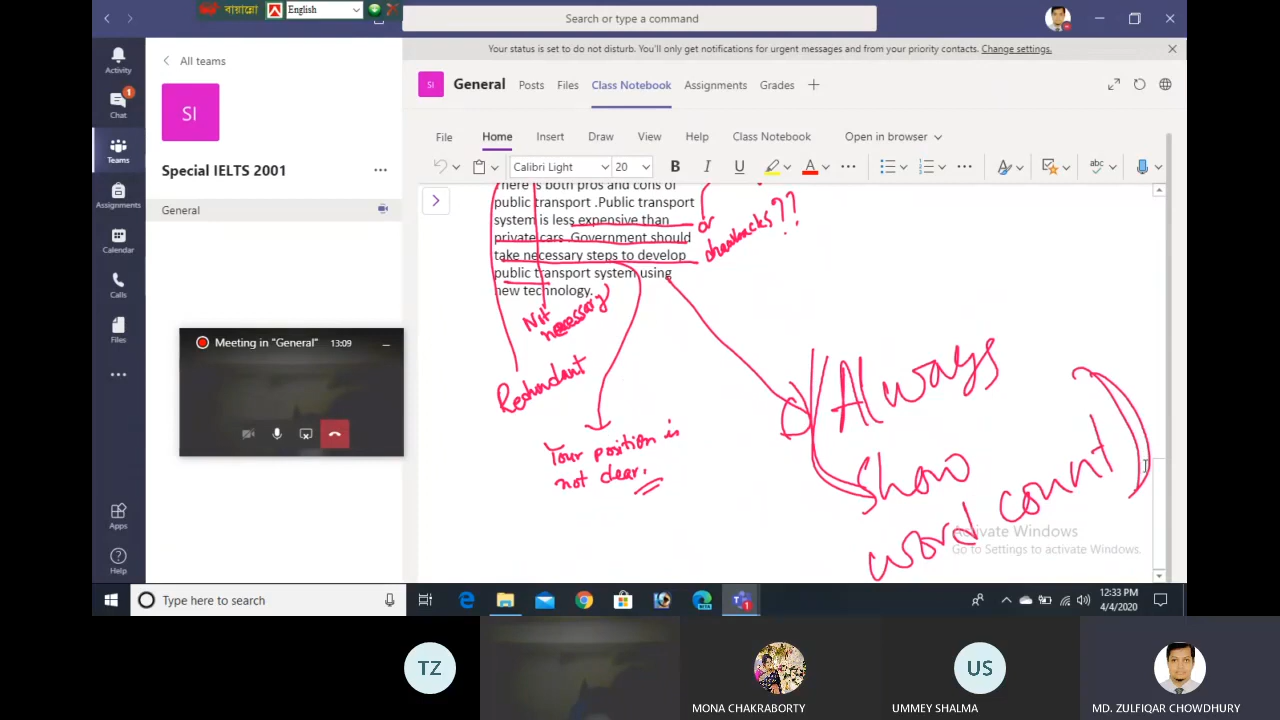 বায়ান্নো
English
Search or type a command
Your status is set to do not disturb. You'll only get notifications for urgent messages and from your priority contacts. Change settings.
Activity
Chat
1
Teams
Assignments
Calendar
Calls
Files
Apps
Help
All teams
SI
Special IELTS 2001
General
SI
General
Posts
Files
Class Notebook
Assignments
Grades
File
Home
Insert
Draw
View
Help
Class Notebook
Open in browser
Calibri Light
20
B
I
U
A
abc
There is both pros and cons of
public transport .Public transport
system is less expensive than
private cars .Government should
take necessary steps to develop
public transport system using
new technology.
or
drawbacks??
Not
necessary
Redundant
Your position is
not clear.
(Always
show
word count)
Meeting in "General"
13:09
Activate Windows
Go to Settings to activate Windows.
Type here to search
1
12:33 PM
4/4/2020
TZ
MONA CHAKRABORTY
US
UMMEY SHALMA
MD. ZULFIQAR CHOWDHURY